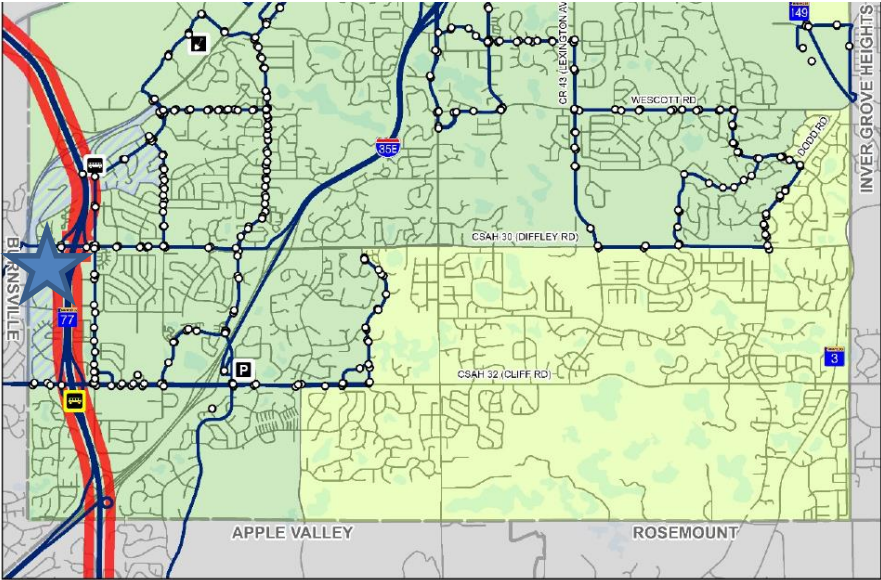 149
INVER GROVE HEIGHTS
CR 43 (LEXINGTON AV
WESCOTT RD
DODD RD
35E
CSAH 30 (DIFFLEY RD)
BURNSVILLE
77
3
P
CSAH 32 (CLIFF RD)
APPLE VALLEY
ROSEMOUNT